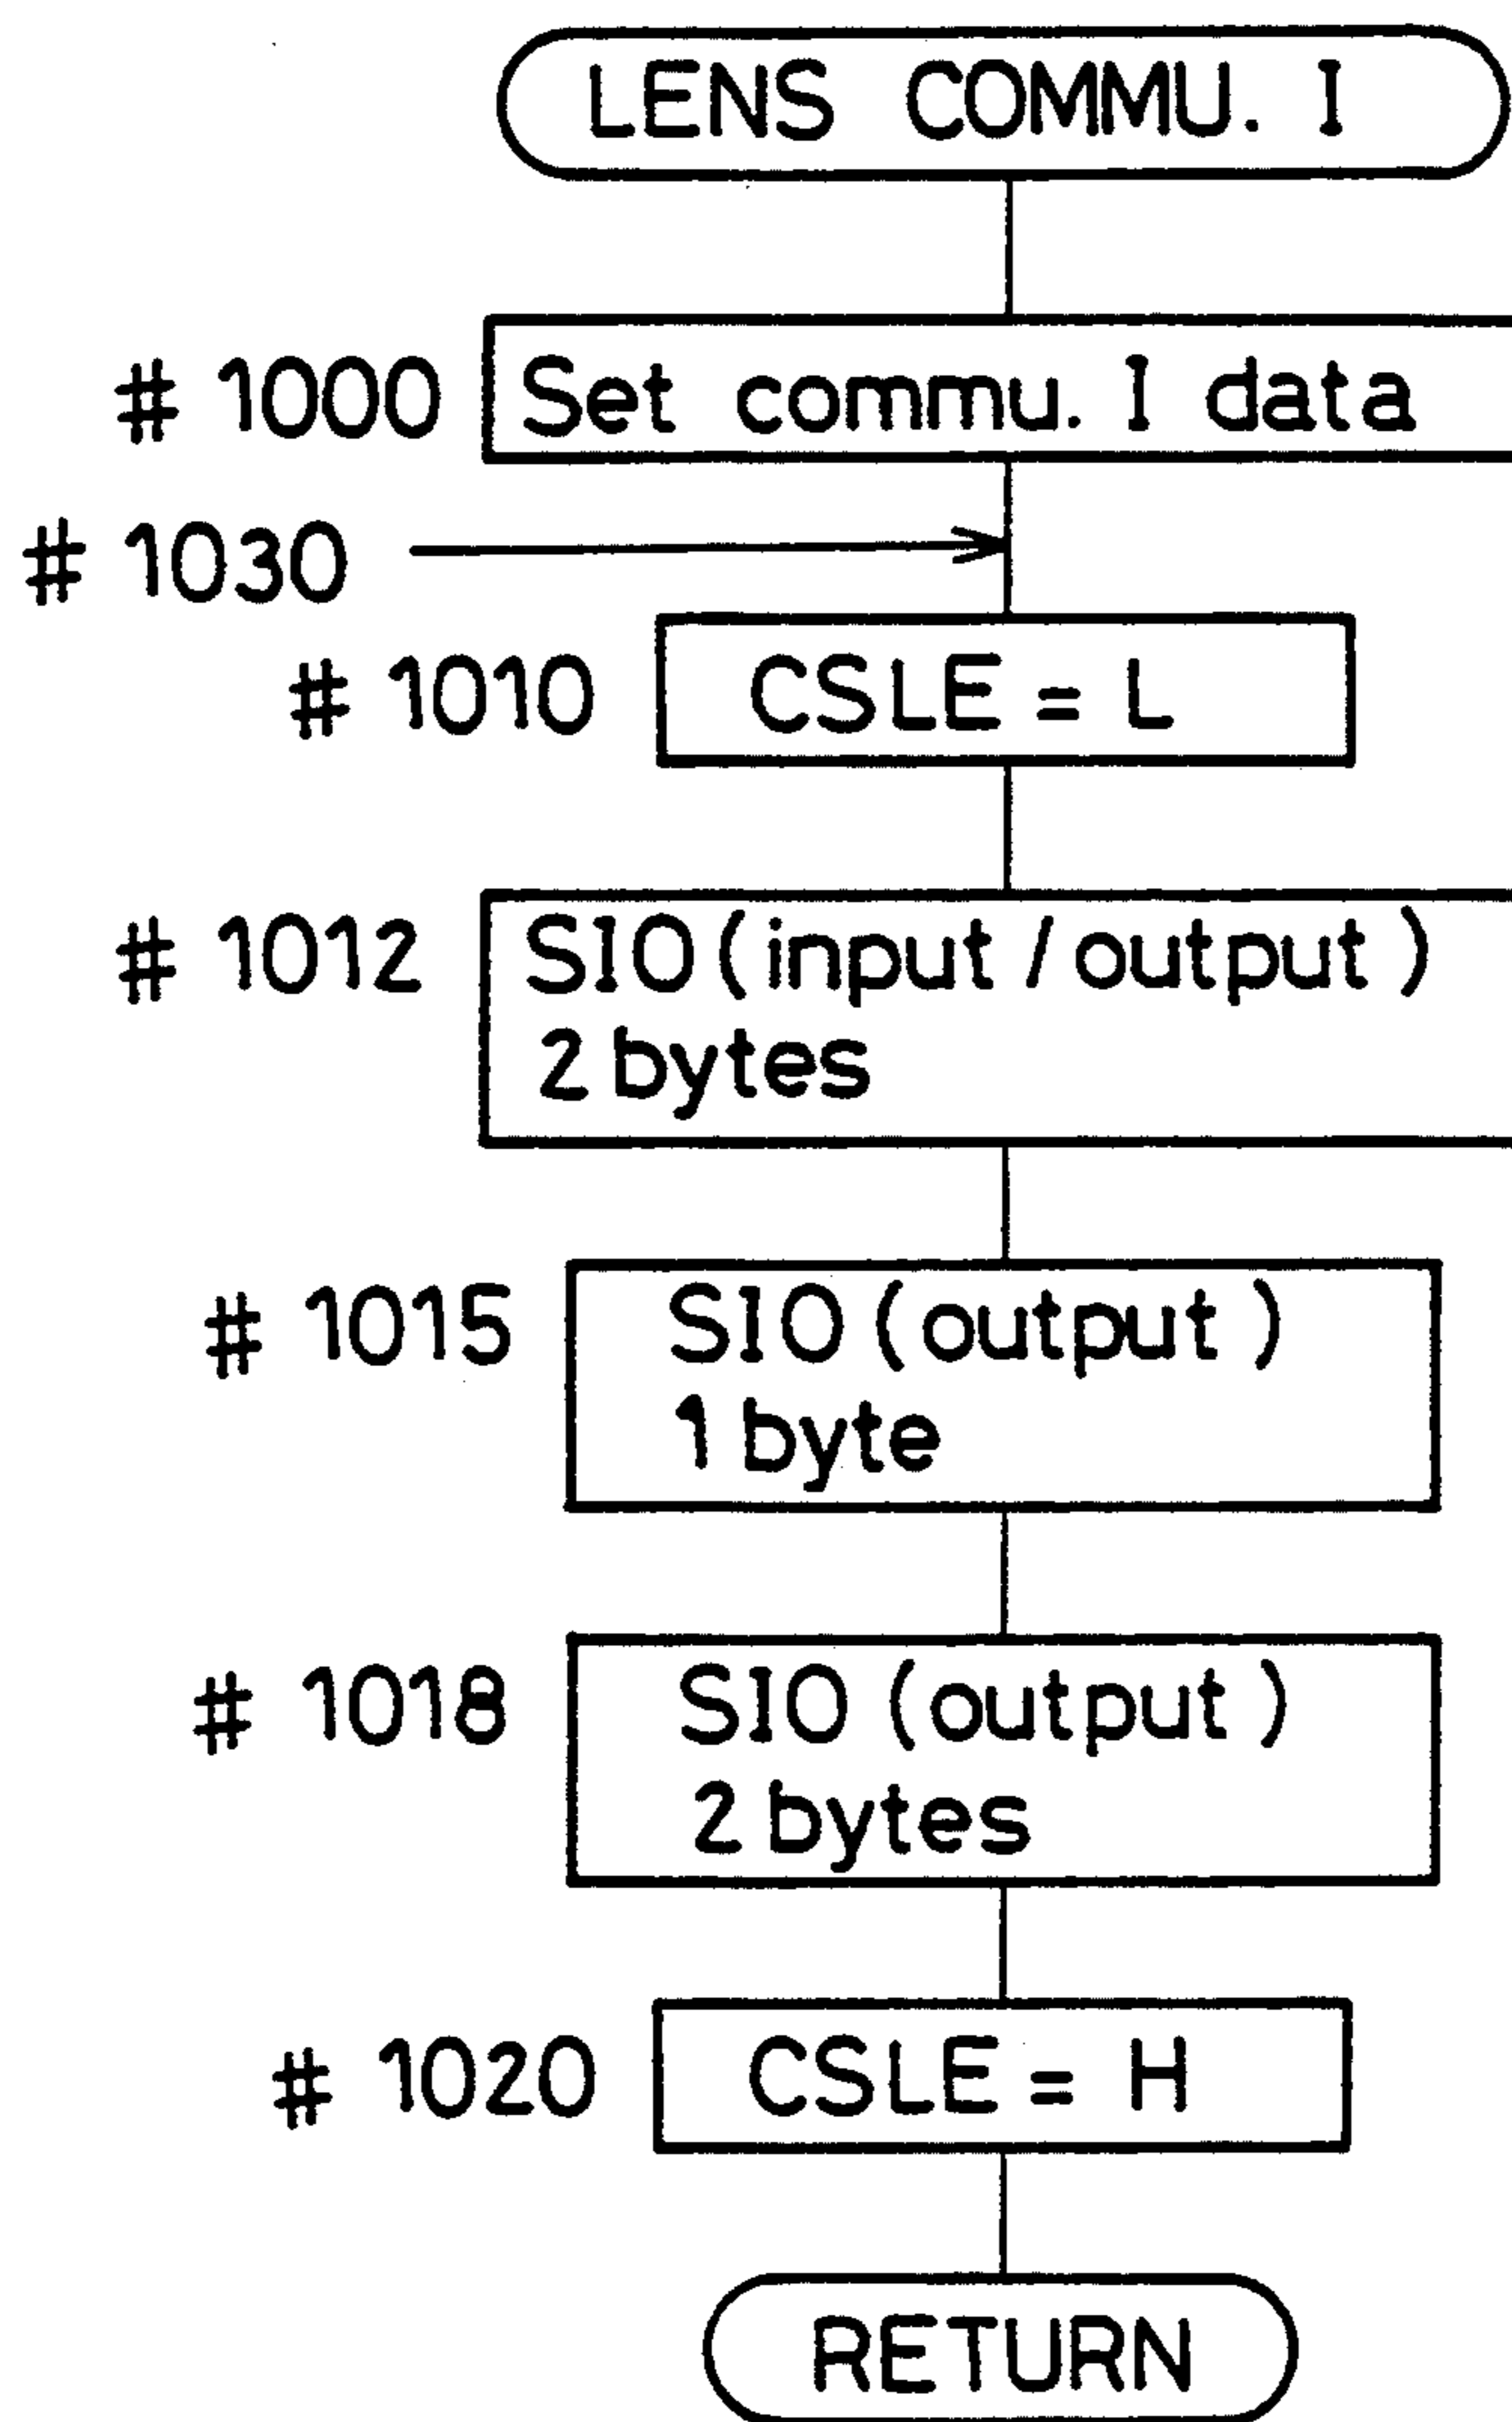 LENS COMMU. I
# 1000 Set commu. I data
# 1030
# 1010 CSLE = L
# 1012 SIO (input / output)
2 bytes
# 1015 SIO (output)
1 byte
# 1018 SIO (output)
2 bytes
# 1020 CSLE = H
RETURN